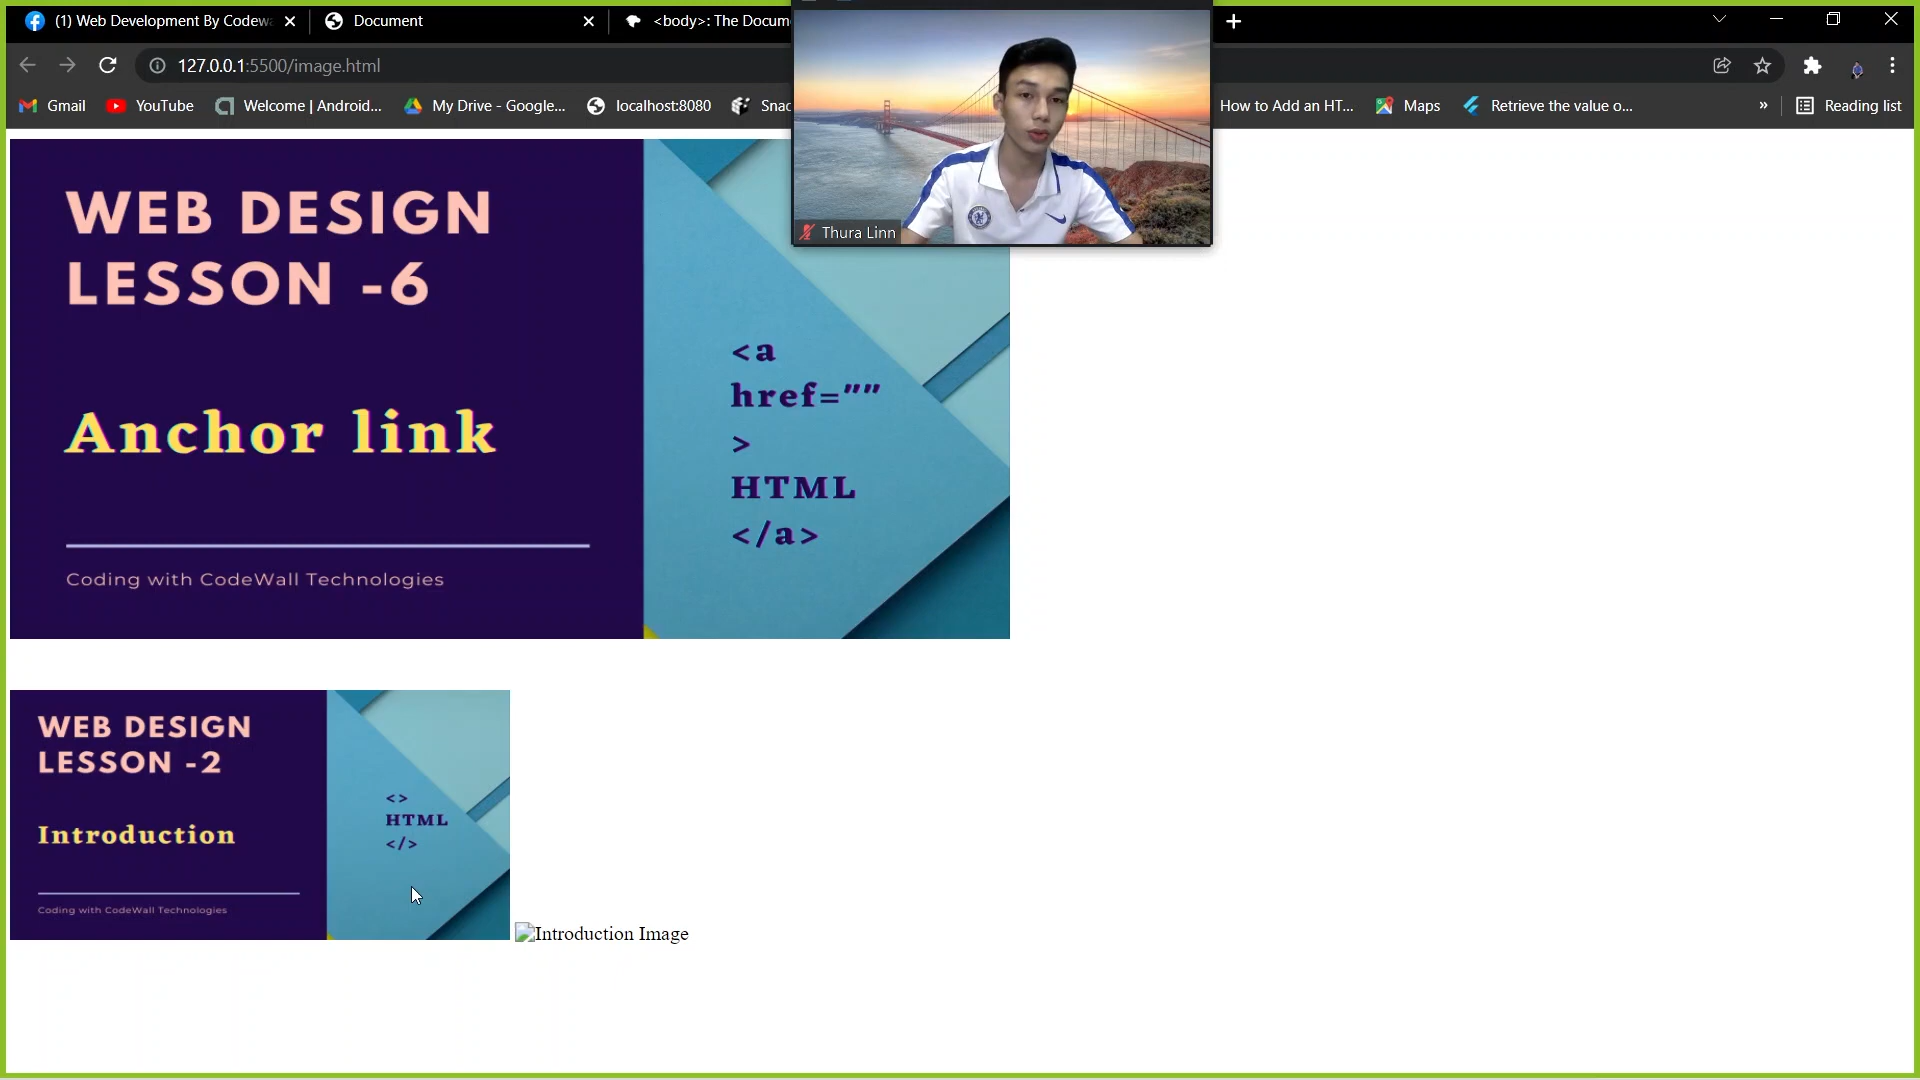 (1) Web Development By Codew
Document
<body>: The Docum
127.0.0.1:5500/image.html
Gmail
YouTube
Welcome | Android...
My Drive - Google...
localhost:8080
Snac
How to Add an HT...
Maps
Retrieve the value o...
»
Reading list
Thura Linn
WEB DESIGN
LESSON -6
Anchor link
Coding with CodeWall Technologies
<a
href=""
>
HTML
</a>
WEB DESIGN
LESSON -2
Introduction
Coding with CodeWall Technologies
<>
HTML
</>
Introduction Image